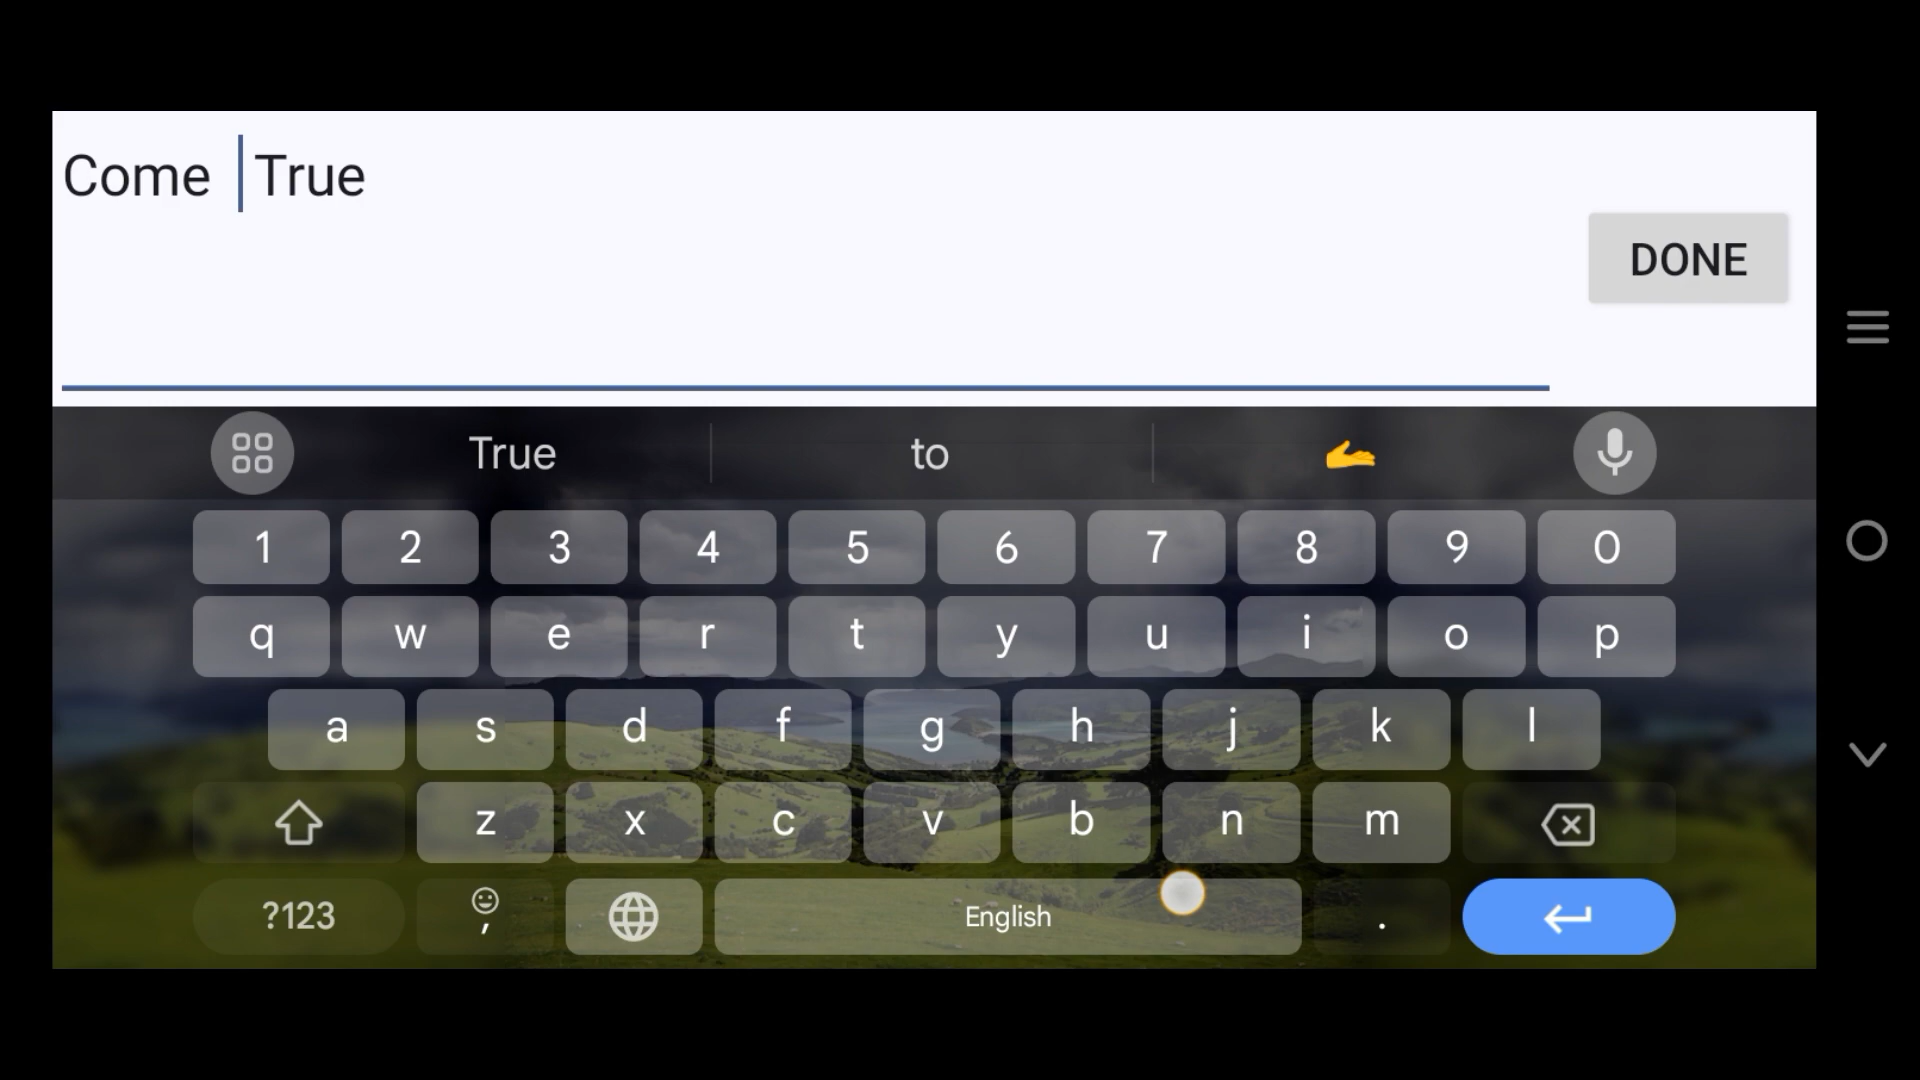 Come True
DONE
True to
1 2 3 4 5 6 7 8 9 0
q w e r t y u i o p
a s d f g h j k l
z x c v b n m
?123 , English .